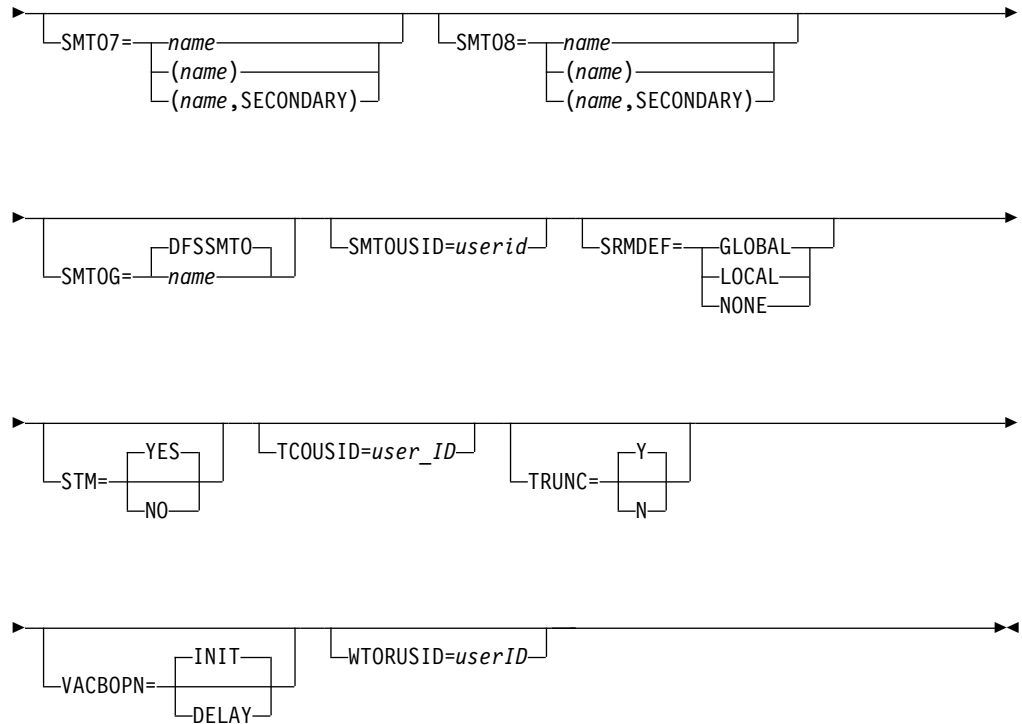 SMTO7= name SMTO8= name
(name) (name)
(name,SECONDARY) (name,SECONDARY)
DFSSMTO
SMTOG= name SMTOUSID=userid SRMDEF= GLOBAL
LOCAL
NONE
YES
STM= TCOUSID=user_ID TRUNC= Y
NO N
INIT
VACBOPN= WTORUSID=userID
DELAY